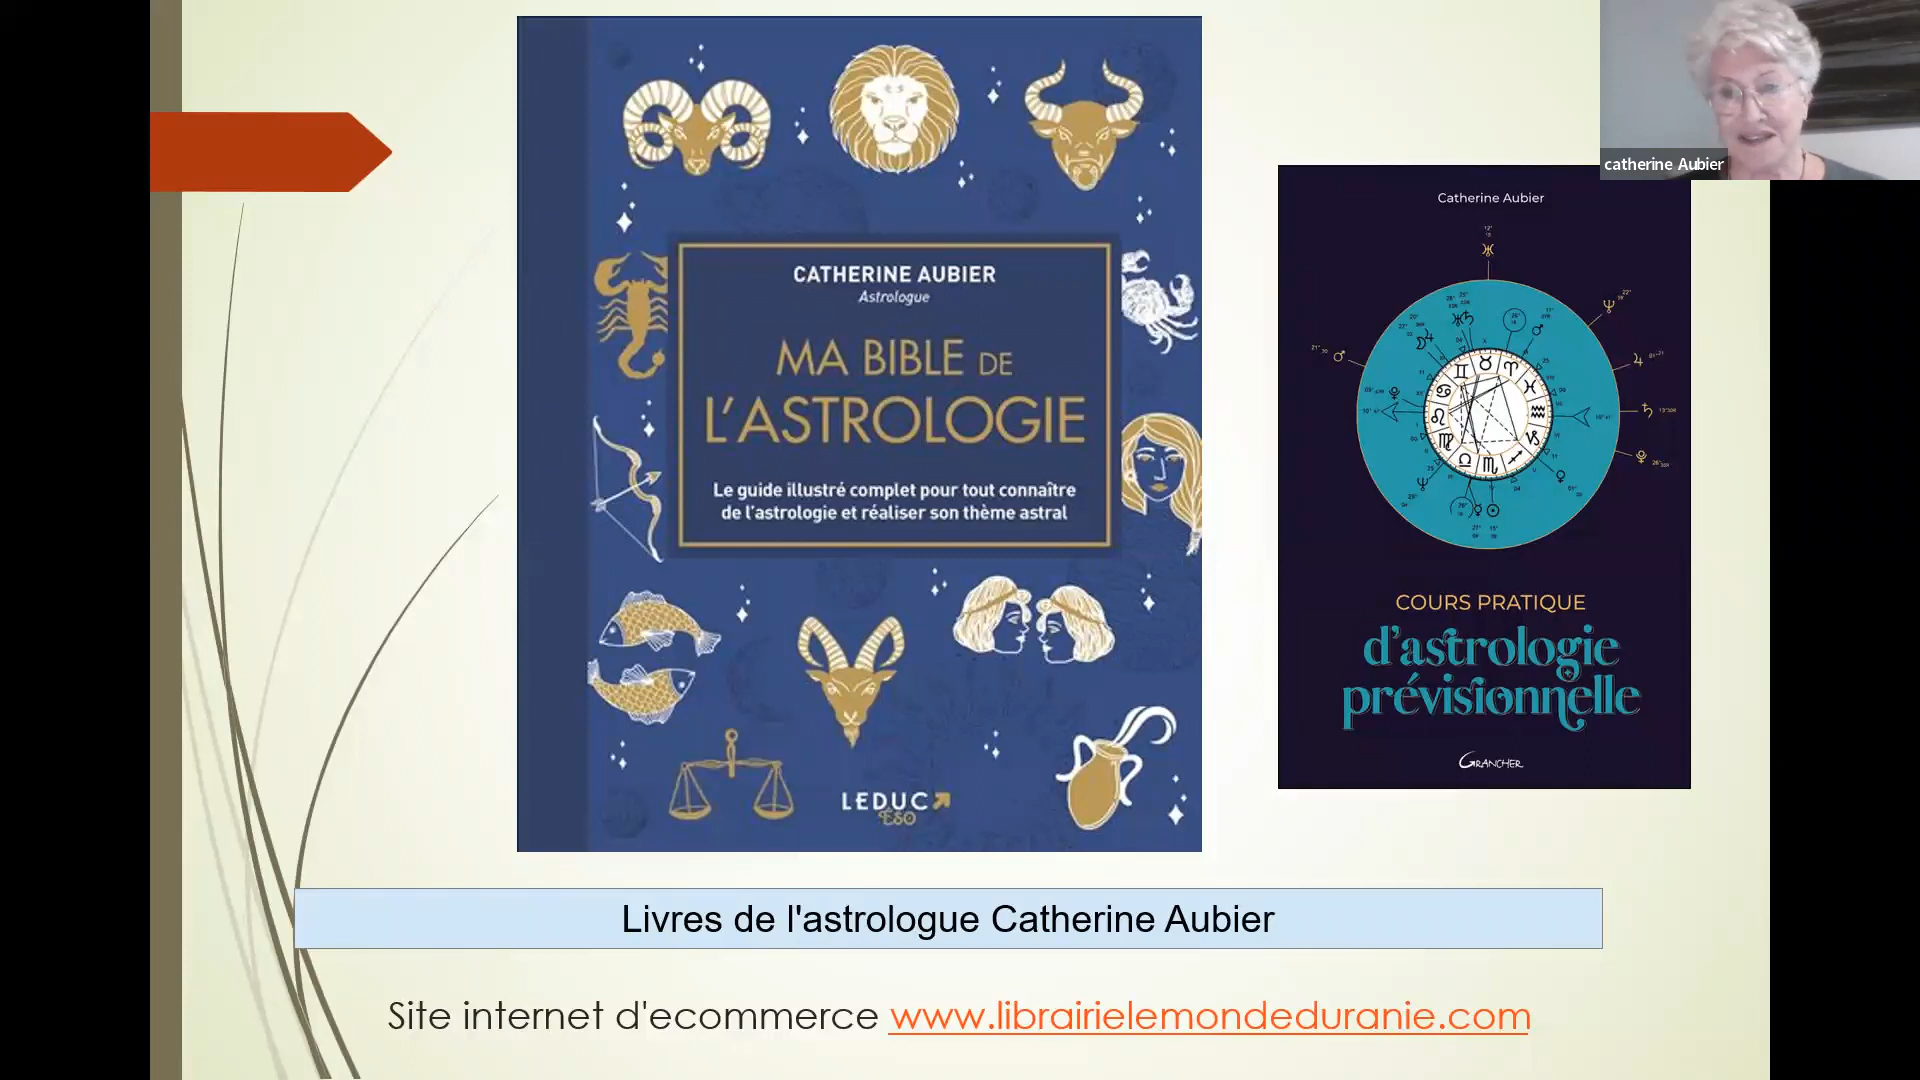 catherine Aubier
CATHERINE AUBIER
Astrologue
MA BIBLE DE
L'ASTROLOGIE
Le guide illustré complet pour tout connaître
de l'astrologie et réaliser son thème astral
LEDUC
ÉSO
Catherine Aubier
COURS PRATIQUE
d'astrologie
prévisionnelle
GRANCHER
Livres de l'astrologue Catherine Aubier
Site internet d'ecommerce www.librairielemondeduranie.com